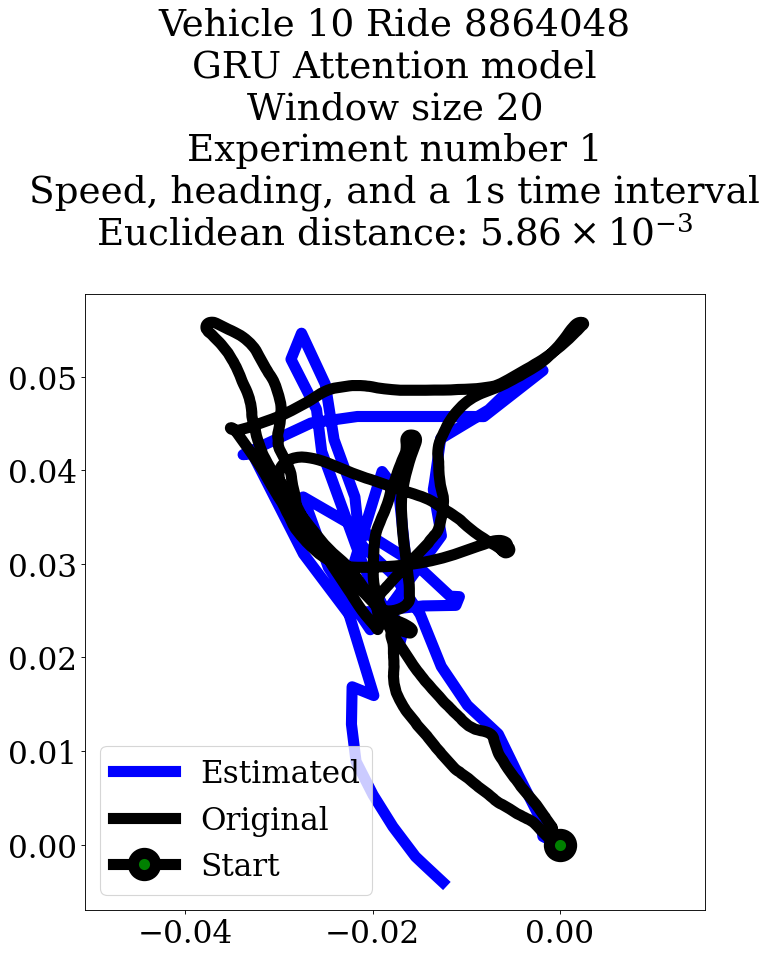 Vehicle 10 Ride 8864048
GRU Attention model
Window size 20
Experiment number 1
Speed, heading, and a 1s time interval
Euclidean distance: 5.86 × 10⁻³
0.05
0.04
0.03
0.02
0.01
0.00
Estimated
Original
Start
−0.04
−0.02
0.00